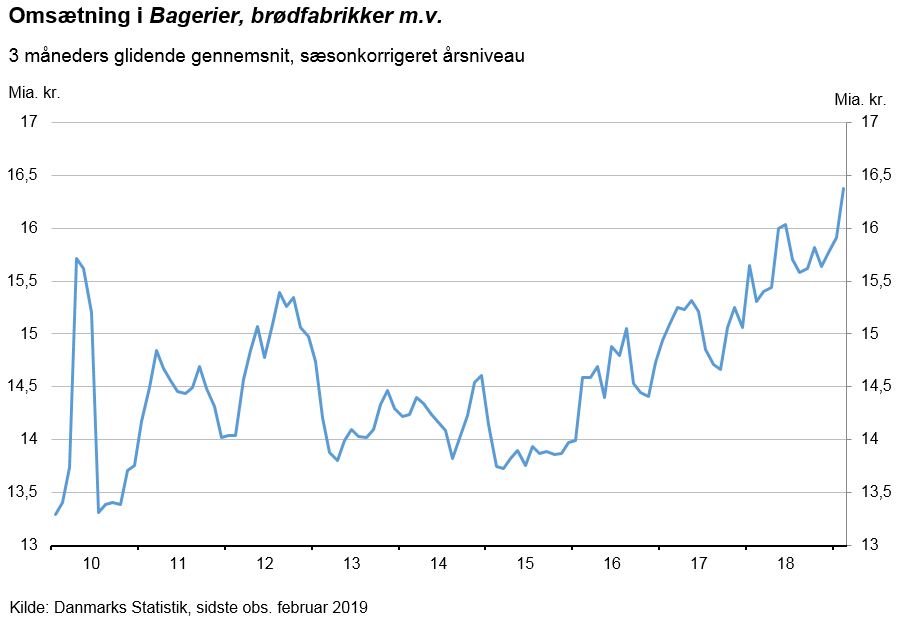 Omsætning i Bagerier, brødfabrikker m.v.
3 måneders glidende gennemsnit, sæsonkorrigeret årsniveau
Mia. kr. Mia. kr.
17 17
16,5 16,5
16 16
15,5 15,5
15 15
14,5 14,5
14 14
13,5 13,5
13 13
10 11 12 13 14 15 16 17 18
Kilde: Danmarks Statistik, sidste obs. februar 2019